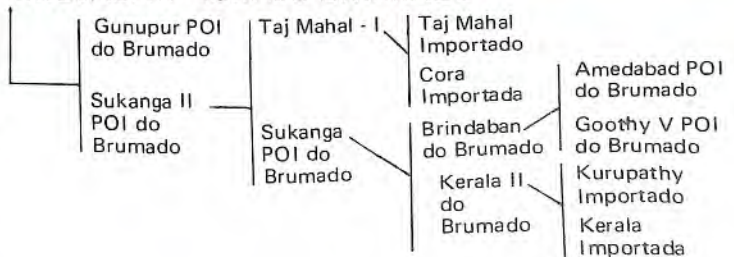 Gunupur POI
do Brumado
Sukanga II
POI do
Brumado
Taj Mahal - I
Sukanga
POI do
Brumado
Taj Mahal
Importado
Cora
Importada
Brindaban
do Brumado
Kerala II
do
Brumado
Amedabad POI
do Brumado
Goothy V POI
do Brumado
Kurupathy
Importado
Kerala
Importada